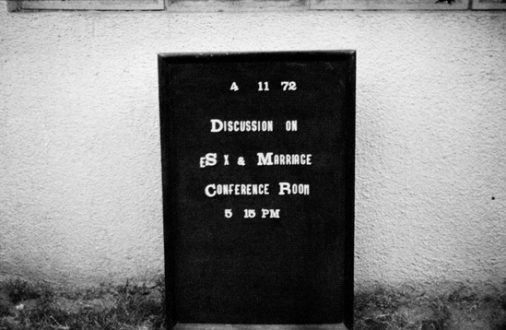 4 11 72
DISCUSSION ON
ES X & MARRIAGE
CONFERENCE ROOM
5 15 PM